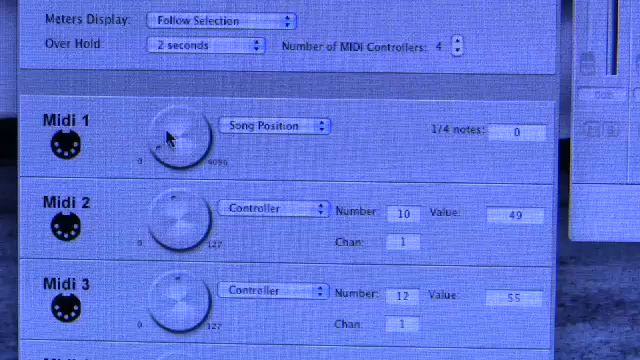 Meters Display: Follow Selection
Over Hold: 2 seconds Number of MIDI Controllers: 4
Midi 1 Song Position 1/4 notes: 0
0 4096
Midi 2 Controller Number: 10 Value: 49
0 127 Chan: 1
Midi 3 Controller Number: 12 Value: 55
0 127 Chan: 1